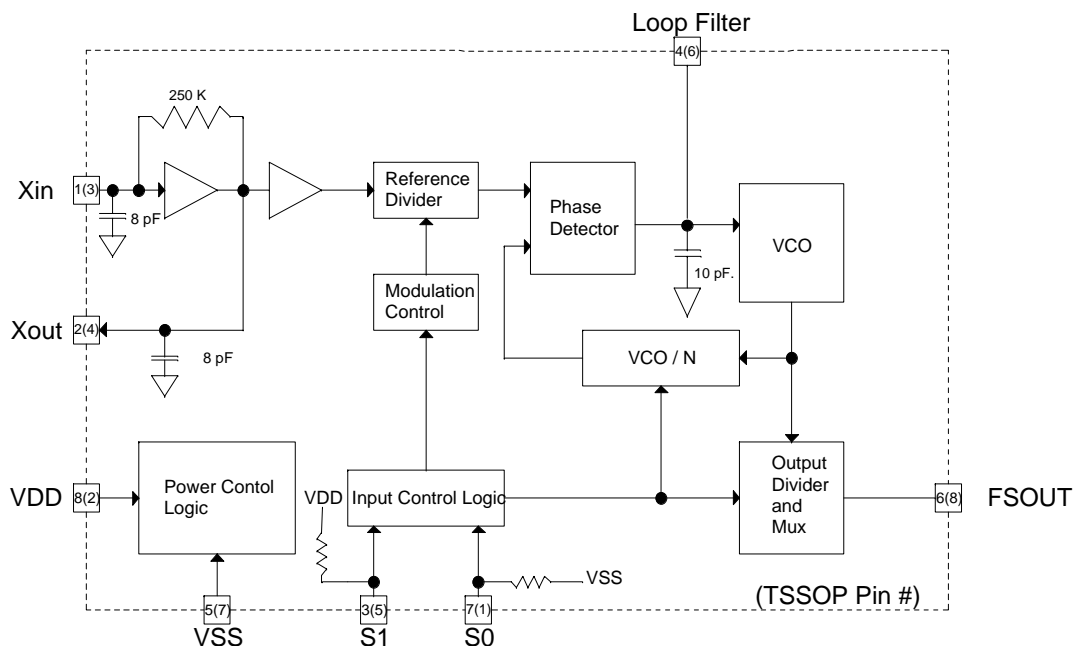 Loop Filter
4(6)
250 K
Xin
1(3)
8 pF
Reference
Divider
Phase
Detector
VCO
10 pF.
Modulation
Control
Xout
2(4)
8 pF
VCO / N
VDD
8(2)
Power Contol
Logic
VDD
Input Control Logic
Output
Divider
and
Mux
6(8)
FSOUT
VSS
(TSSOP Pin #)
5(7)
3(5)
7(1)
VSS
S1
S0